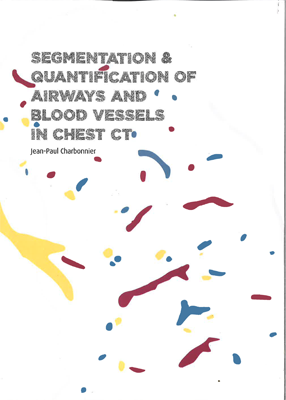 SEGMENTATION &
QUANTIFICATION OF
AIRWAYS AND
BLOOD VESSELS
IN CHEST CT
Jean-Paul Charbonnier